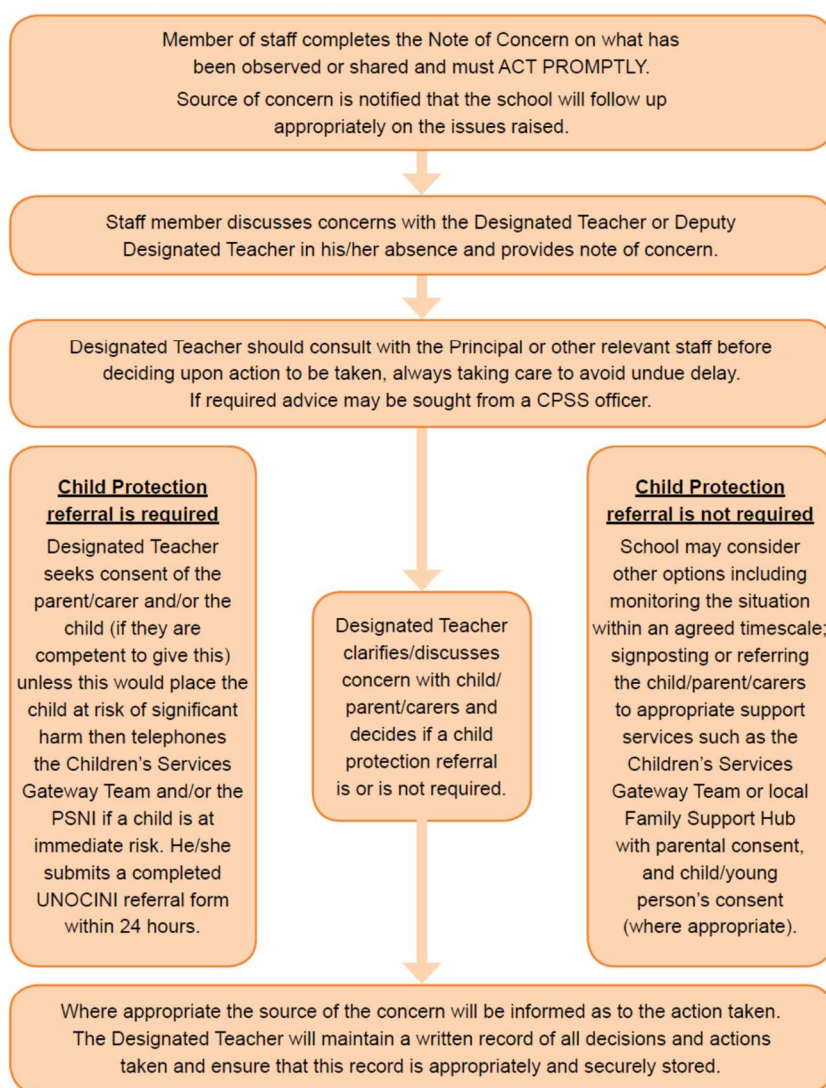 Member of staff completes the Note of Concern on what has
been observed or shared and must ACT PROMPTLY.
Source of concern is notified that the school will follow up
appropriately on the issues raised.
Staff member discusses concerns with the Designated Teacher or Deputy
Designated Teacher in his/her absence and provides note of concern.
Designated Teacher should consult with the Principal or other relevant staff before
deciding upon action to be taken, always taking care to avoid undue delay.
If required advice may be sought from a CPSS officer.
Child Protection
referral is required
Designated Teacher
seeks consent of the
parent/carer and/or the
child (if they are
competent to give this)
unless this would place the
child at risk of significant
harm then telephones
the Children’s Services
Gateway Team and/or the
PSNI if a child is at
immediate risk. He/she
submits a completed
UNOCINI referral form
within 24 hours.
Designated Teacher
clarifies/discusses
concern with child/
parent/carers and
decides if a child
protection referral
is or is not required.
Child Protection
referral is not required
School may consider
other options including
monitoring the situation
within an agreed timescale;
signposting or referring
the child/parent/carers
to appropriate support
services such as the
Children’s Services
Gateway Team or local
Family Support Hub
with parental consent,
and child/young
person’s consent
(where appropriate).
Where appropriate the source of the concern will be informed as to the action taken.
The Designated Teacher will maintain a written record of all decisions and actions
taken and ensure that this record is appropriately and securely stored.